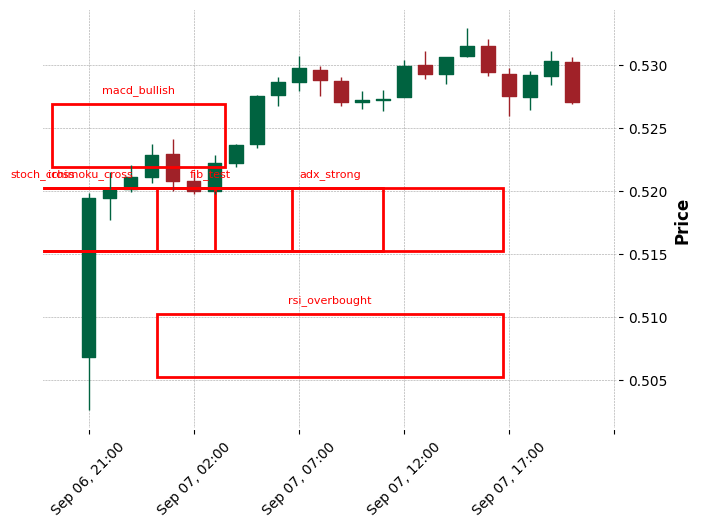 macd_bullish
stoch_cross
ichimoku_cross
fib_test
adx_strong
rsi_overbought
0.530
0.525
0.520
0.515
0.510
0.505
Price
Sep 06, 21:00
Sep 07, 02:00
Sep 07, 07:00
Sep 07, 12:00
Sep 07, 17:00